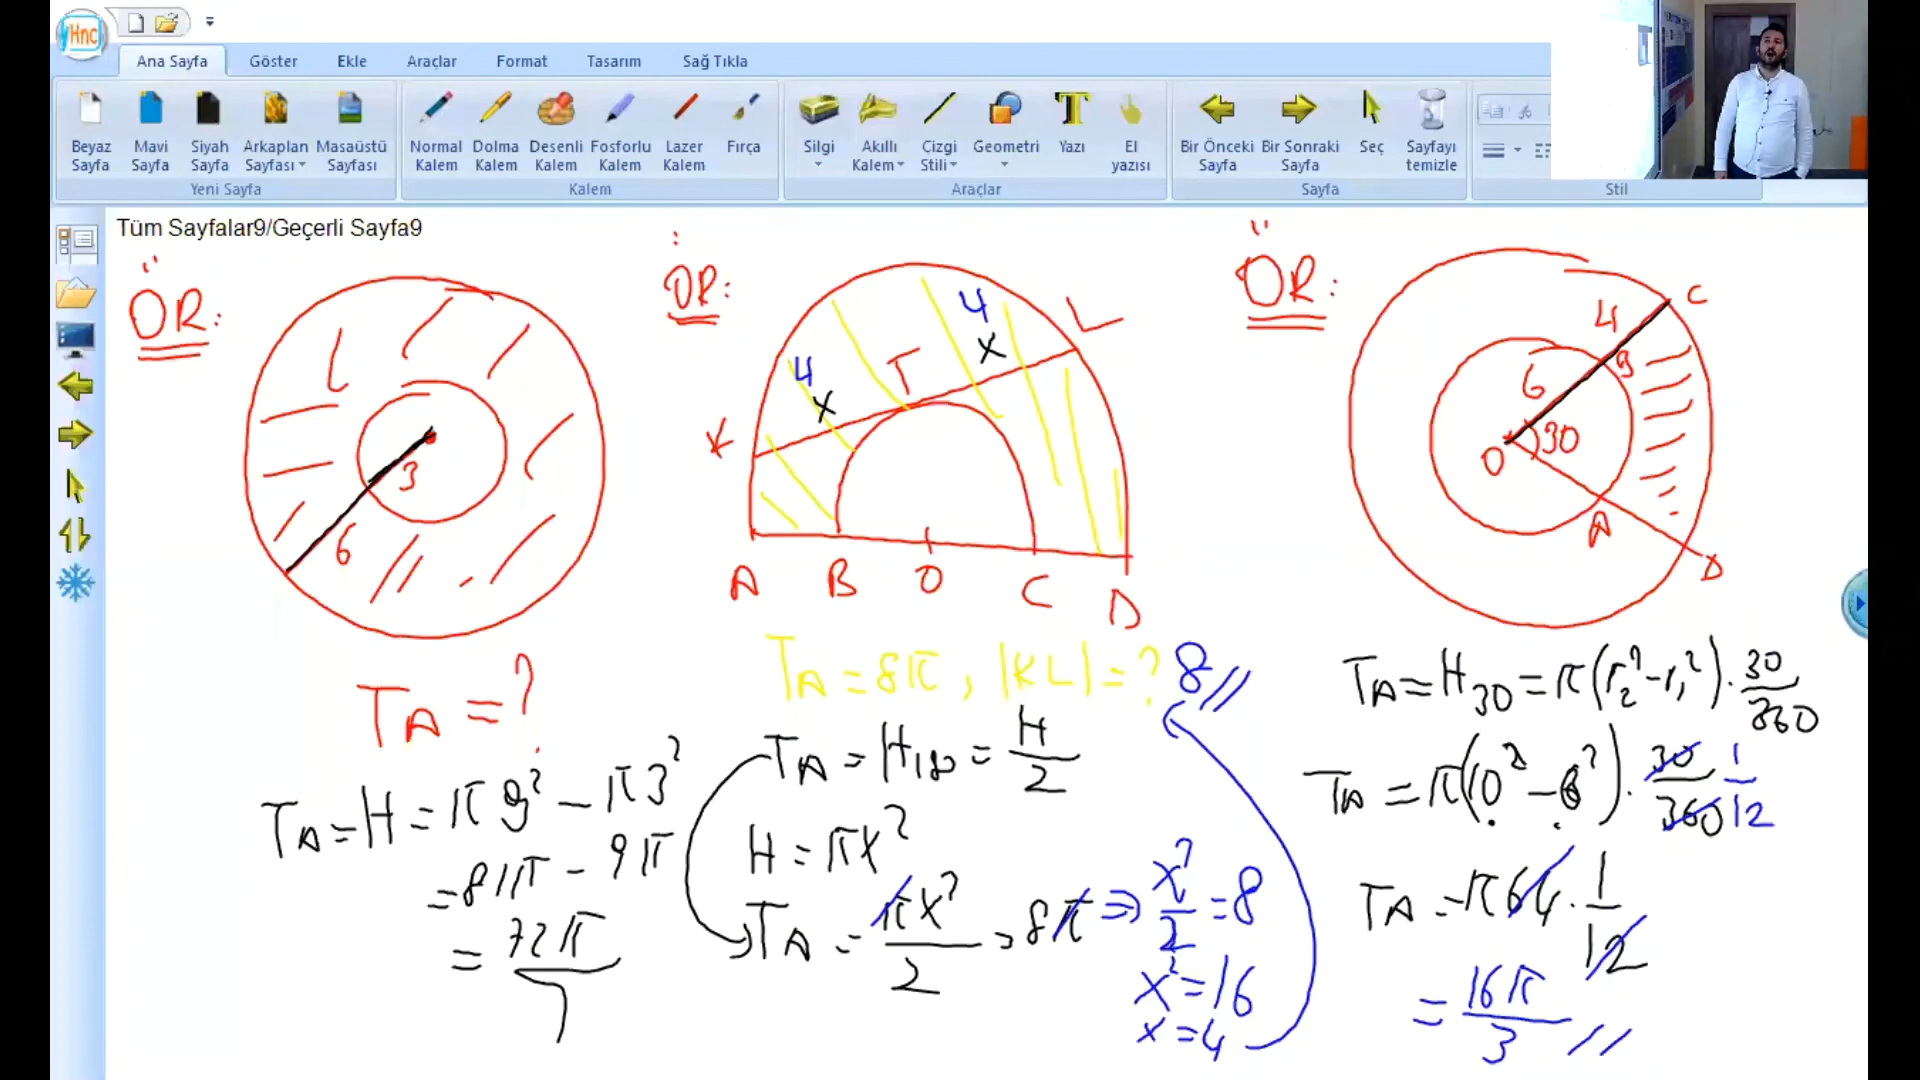 Hnc
Ana Sayfa Göster Ekle Araçlar Format Tasarım Sağ Tıkla
Beyaz Sayfa Mavi Sayfa Siyah Sayfa Arkaplan Sayfası Masaüstü Sayfası
Yeni Sayfa
Normal Kalem Dolma Kalem Desenli Kalem Fosforlu Kalem Lazer Kalem Fırça
Kalem
Silgi Akıllı Kalem Çizgi Stili Geometri Yazı El yazısı
Araçlar
Bir Önceki Sayfa Bir Sonraki Sayfa Seç Sayfayı temizle
Sayfa
Stil
Tüm Sayfalar9/Geçerli Sayfa9
ÖR:
3
6
TA = ?
TA = H = π9² - π3²
= 81π - 9π
= 72π
ÖR:
4 X
T
4 X
K
L
A B O C D
TA = 8π, |KL| = ? 8//
TA = H180 = H/2
H = πx²
TA = πx²/2 = 8π ⇒ x²/2 = 8
x² = 16
x = 4
ÖR:
C
4
B
6
O
30
A
D
TA = H30 = π(r2² - r1²) · 30/360
TA = π(10² - 6²) · 30/360 1/12
TA = π64 · 1/12
= 16π/3 //